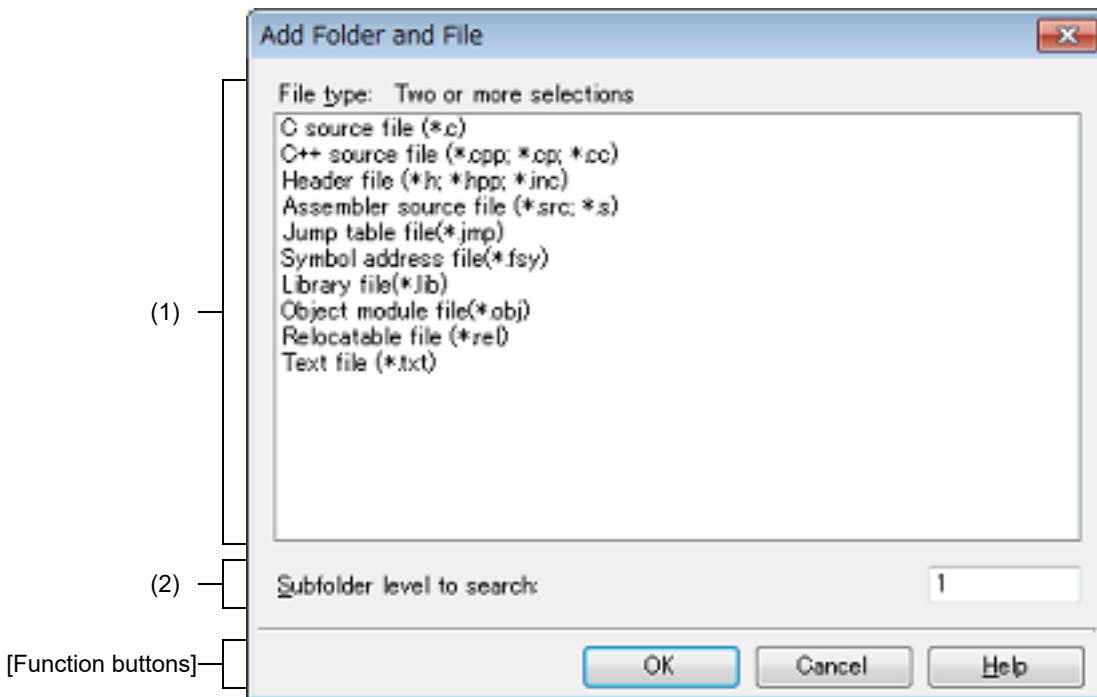 Add Folder and File
File type: Two or more selections
C source file (*.c)
C++ source file (*.cpp; *.cp; *.cc)
Header file (*.h; *.hpp; *.inc)
Assembler source file (*.src; *.s)
Jump table file(*.jmp)
Symbol address file(*.fsy)
Library file(*.lib)
Object module file(*.obj)
Relocatable file (*.rel)
Text file (*.txt)
(1)
(2)
Subfolder level to search: 1
[Function buttons]
OK Cancel Help